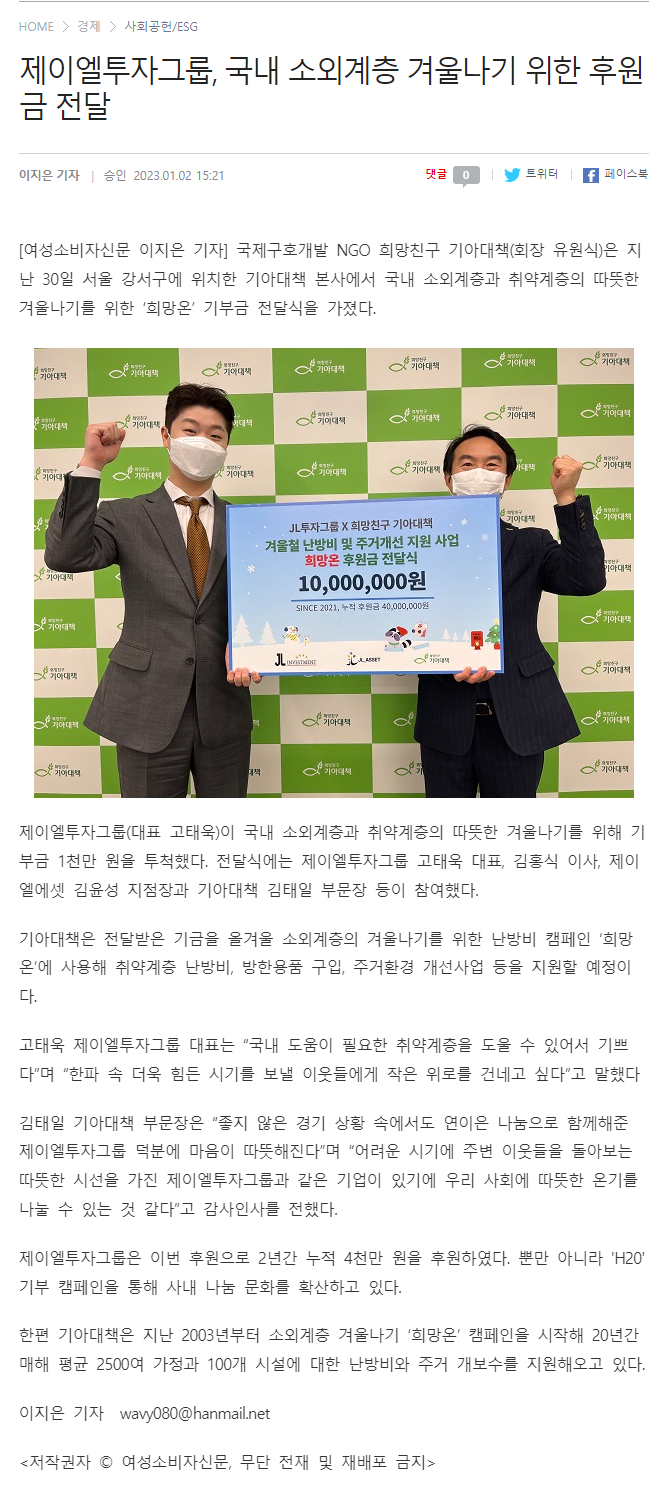 HOME > 경제 > 사회공헌/ESG
제이엘투자그룹, 국내 소외계층 겨울나기 위한 후원
금 전달
이지은 기자 | 승인 2023.01.02 15:21
댓글 0 트위터 페이스북
[여성소비자신문 이지은 기자] 국제구호개발 NGO 희망친구 기아대책(회장 유원식)은 지
난 30일 서울 강서구에 위치한 기아대책 본사에서 국내 소외계층과 취약계층의 따뜻한
겨울나기를 위한 ‘희망온’ 기부금 전달식을 가졌다.
희망친구
기아대책
JL투자그룹 X 희망친구 기아대책
겨울철 난방비 및 주거개선 지원 사업
희망온 후원금 전달식
10,000,000원
SINCE 2021, 누적 후원금 40,000,000원
JL INVESTMENT JL_ASSET 희망친구 기아대책
제이엘투자그룹(대표 고태욱)이 국내 소외계층과 취약계층의 따뜻한 겨울나기를 위해 기
부금 1천만 원을 투척했다. 전달식에는 제이엘투자그룹 고태욱 대표, 김홍식 이사, 제이
엘에셋 김윤성 지점장과 기아대책 김태일 부문장 등이 참여했다.
기아대책은 전달받은 기금을 올겨울 소외계층의 겨울나기를 위한 난방비 캠페인 ‘희망
온’에 사용해 취약계층 난방비, 방한용품 구입, 주거환경 개선사업 등을 지원할 예정이
다.
고태욱 제이엘투자그룹 대표는 “국내 도움이 필요한 취약계층을 도울 수 있어서 기쁘
다”며 “한파 속 더욱 힘든 시기를 보낼 이웃들에게 작은 위로를 건네고 싶다”고 말했다
김태일 기아대책 부문장은 “좋지 않은 경기 상황 속에서도 연이은 나눔으로 함께해준
제이엘투자그룹 덕분에 마음이 따뜻해진다”며 “어려운 시기에 주변 이웃들을 돌아보는
따뜻한 시선을 가진 제이엘투자그룹과 같은 기업이 있기에 우리 사회에 따뜻한 온기를
나눌 수 있는 것 같다”고 감사인사를 전했다.
제이엘투자그룹은 이번 후원으로 2년간 누적 4천만 원을 후원하였다. 뿐만 아니라 'H20'
기부 캠페인을 통해 사내 나눔 문화를 확산하고 있다.
한편 기아대책은 지난 2003년부터 소외계층 겨울나기 ‘희망온’ 캠페인을 시작해 20년간
매해 평균 2500여 가정과 100개 시설에 대한 난방비와 주거 개보수를 지원해오고 있다.
이지은 기자 wavy080@hanmail.net
<저작권자 © 여성소비자신문, 무단 전재 및 재배포 금지>